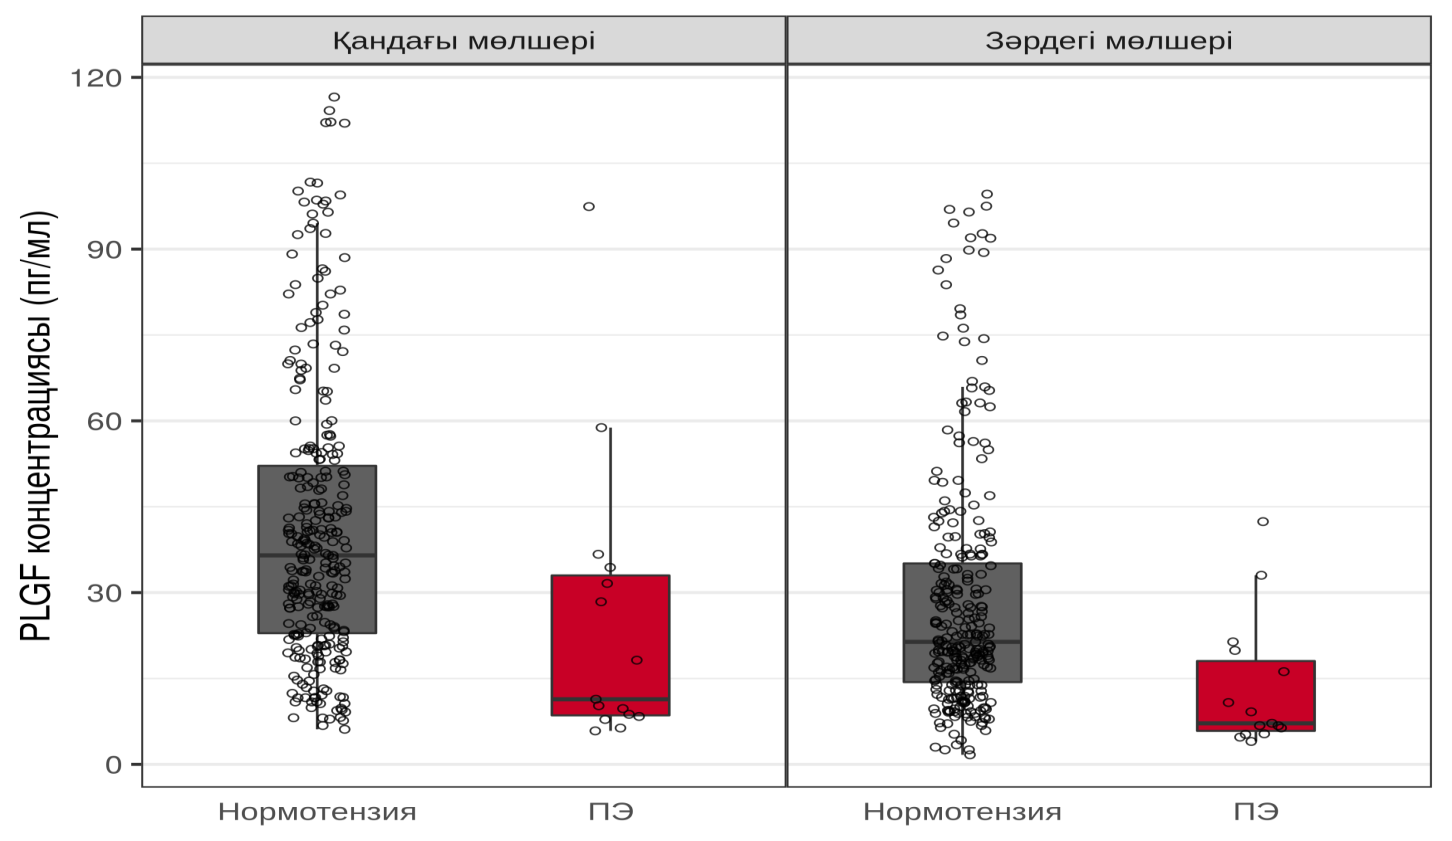 Қандағы мөлшері
Зәрдегі мөлшері
PLGF концентрациясы (пг/мл)
120
90
60
30
0
Нормотензия
ПЭ
Нормотензия
ПЭ